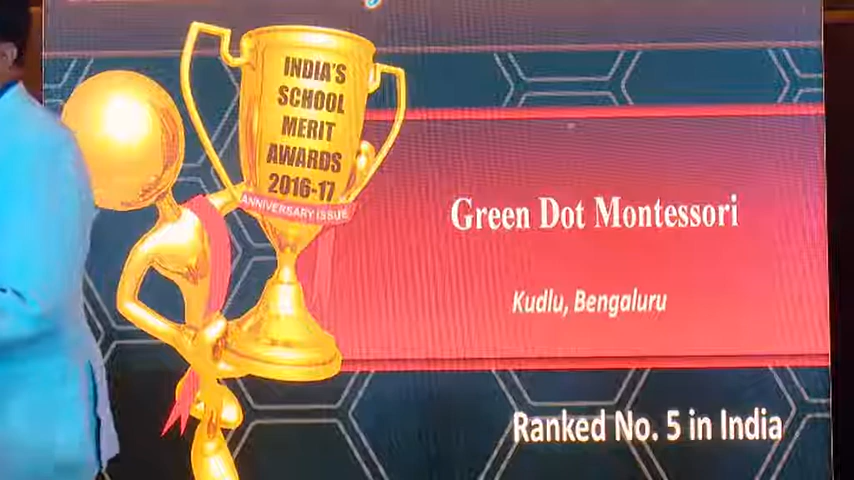 INDIA'S
SCHOOL
MERIT
AWARDS
2016-17
ANNIVERSARY ISSUE
Green Dot Montessori
Kudlu, Bengaluru
Ranked No. 5 in India